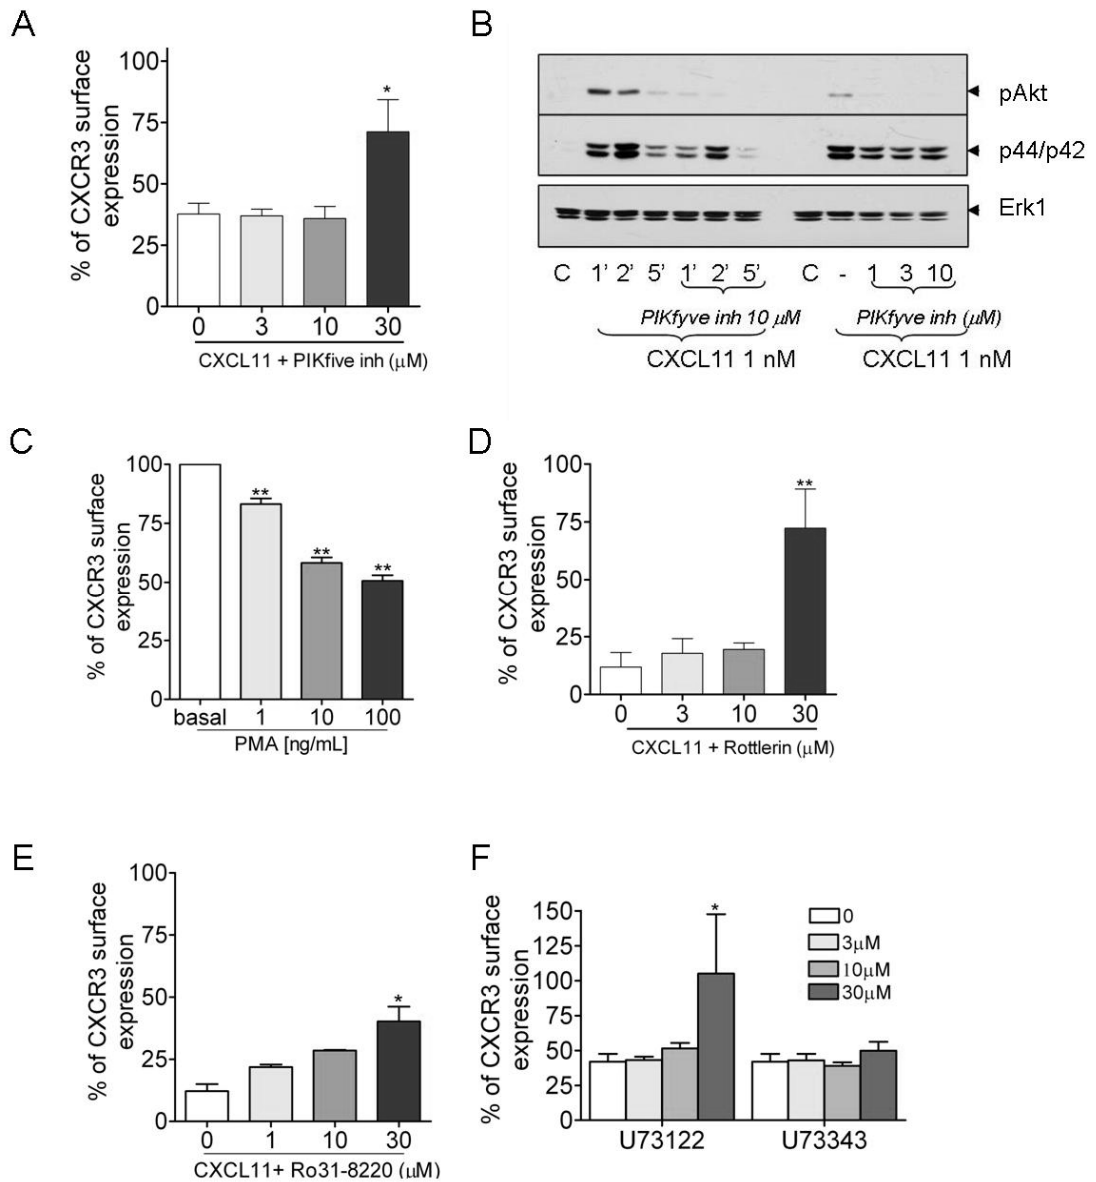 A
% of CXCR3 surface
expression
100
75
50
25
0
0 3 10 30
CXCL11 + PIKfive inh (μM)
B
pAkt
p44/p42
Erk1
C 1’ 2’ 5’ 1’ 2’ 5’ C - 1 3 10
PIKfyve inh 10 μM PIKfyve inh (μM)
CXCL11 1 nM CXCL11 1 nM
C
% of CXCR3 surface
expression
100
75
50
25
0
**
**
**
basal 1 10 100
PMA [ng/mL]
D
% of CXCR3 surface
expression
100
75
50
25
0
**
0 3 10 30
CXCL11 + Rottlerin (μM)
E
% of CXCR3 surface
expression
100
75
50
25
0
*
0 1 10 30
CXCL11+ Ro31-8220 (μM)
F
% of CXCR3 surface
expression
150
125
100
75
50
25
0
*
0
3μM
10μM
30μM
U73122 U73343